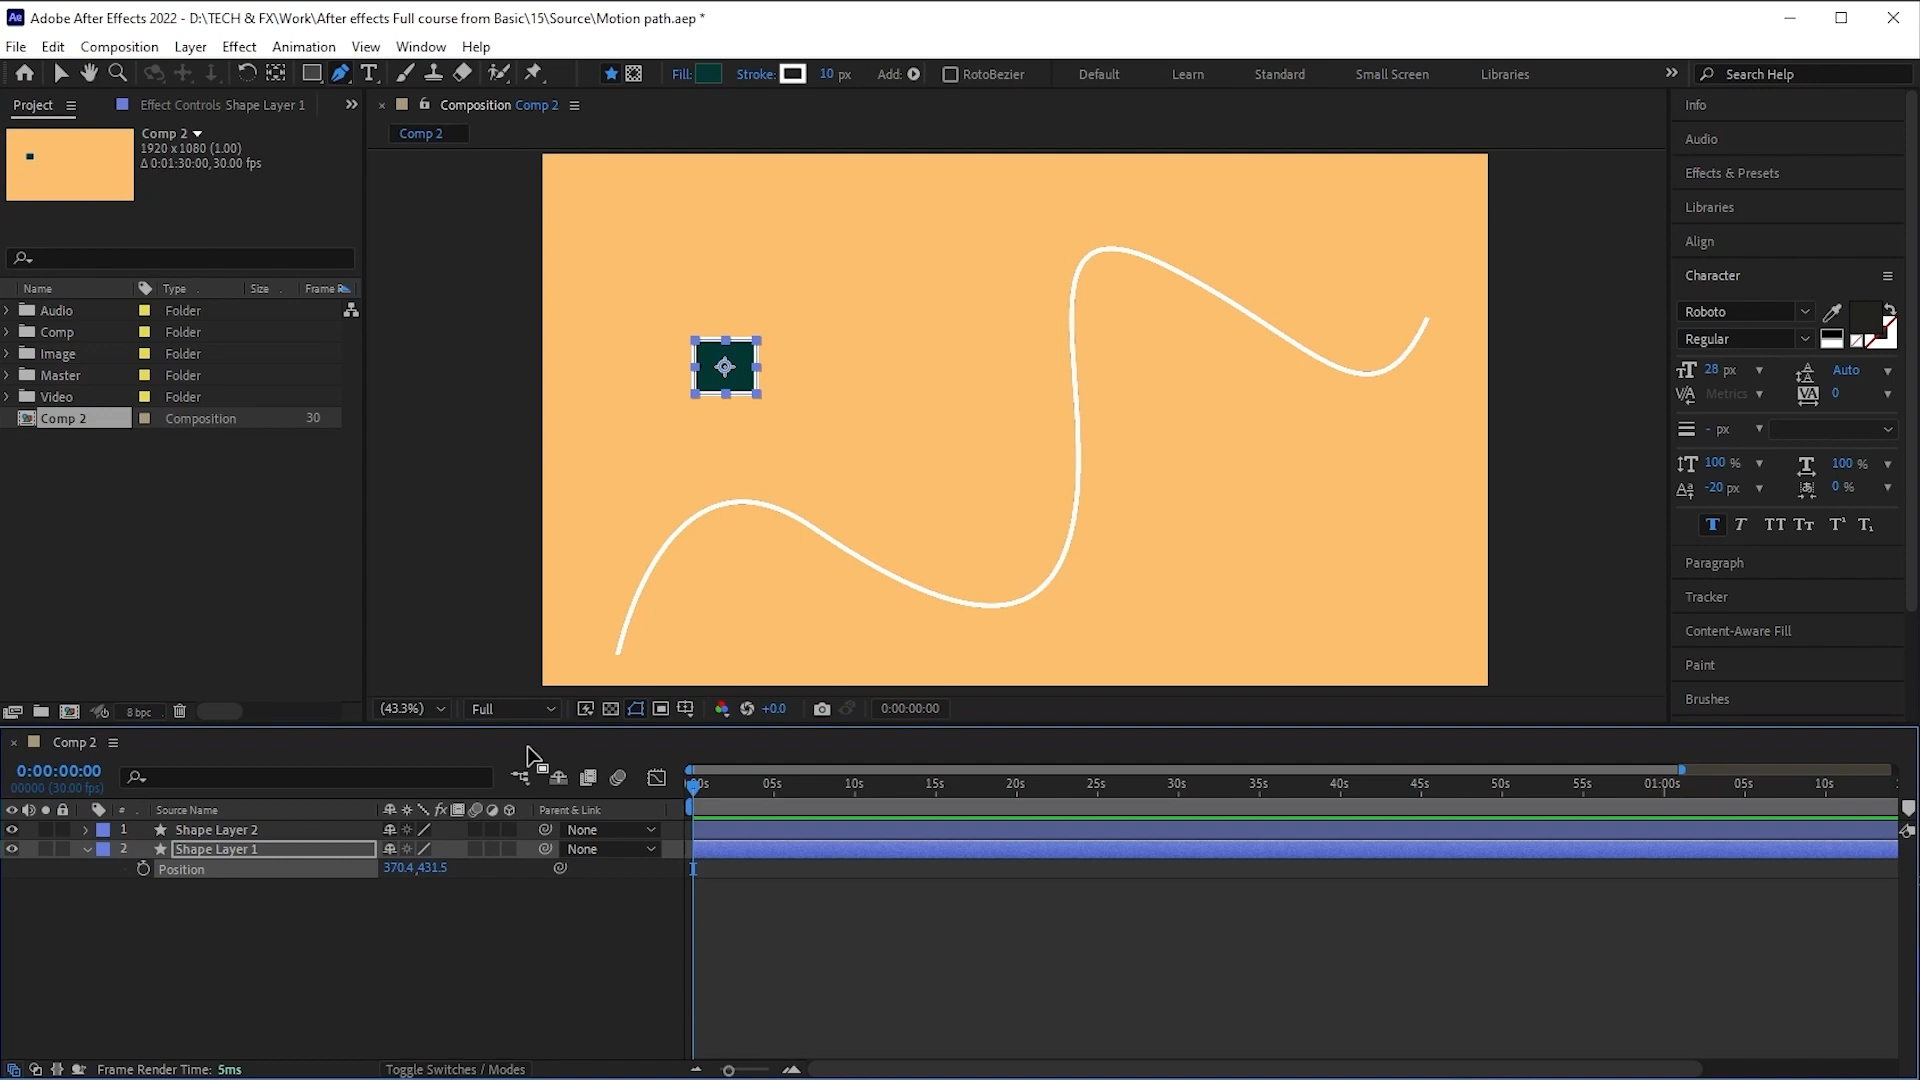 Adobe After Effects 2022 - D:\TECH & FX\Work\After effects Full course from Basic\15\Source\Motion path.aep *
File Edit Composition Layer Effect Animation View Window Help
Fill: Stroke: 10 px Add: RotoBezier Default Learn Standard Small Screen Libraries Search Help
Project Effect Controls Shape Layer 1
Composition Comp 2
Comp 2
Comp 2
1920 x 1080 (1.00)
Δ 0:01:30:00, 30.00 fps
Name Type Size Frame R
Audio Folder
Comp Folder
Image Folder
Master Folder
Video Folder
Comp 2 Composition 30
8 bpc
(43.3%) Full +0.0 0:00:00:00
Info
Audio
Effects & Presets
Libraries
Align
Character
Roboto
Regular
28 px Auto
Metrics 0
- px
100 % 100 %
-20 px 0 %
T T TT Tt T¹ T₁
Paragraph
Tracker
Content-Aware Fill
Paint
Brushes
Comp 2
0:00:00:00
00000 (30.00 fps)
:00s 05s 10s 15s 20s 25s 30s 35s 40s 45s 50s 55s 01:00s 05s 10s
# Source Name Parent & Link
1 Shape Layer 2 None
2 Shape Layer 1 None
Position 370.4,431.5
Frame Render Time: 5ms Toggle Switches / Modes